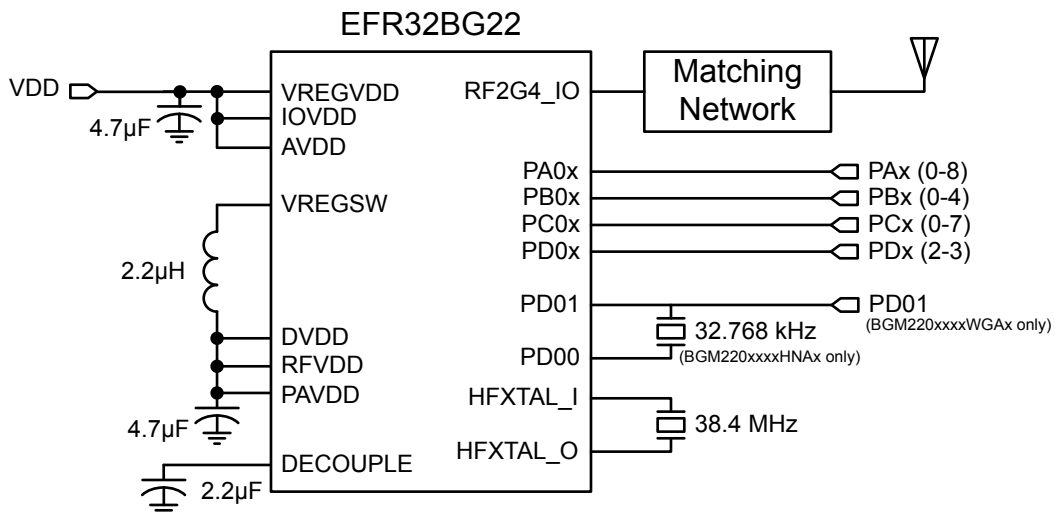 EFR32BG22
VDD
4.7µF
VREGVDD
IOVDD
AVDD
VREGSW
2.2µH
DVDD
RFVDD
PAVDD
4.7µF
DECOUPLE
2.2µF
RF2G4_IO
Matching
Network
PA0x
PAx (0-8)
PB0x
PBx (0-4)
PC0x
PCx (0-7)
PD0x
PDx (2-3)
PD01
PD01
(BGM220xxxxWGAx only)
32.768 kHz
(BGM220xxxxHNAx only)
PD00
HFXTAL_I
38.4 MHz
HFXTAL_O